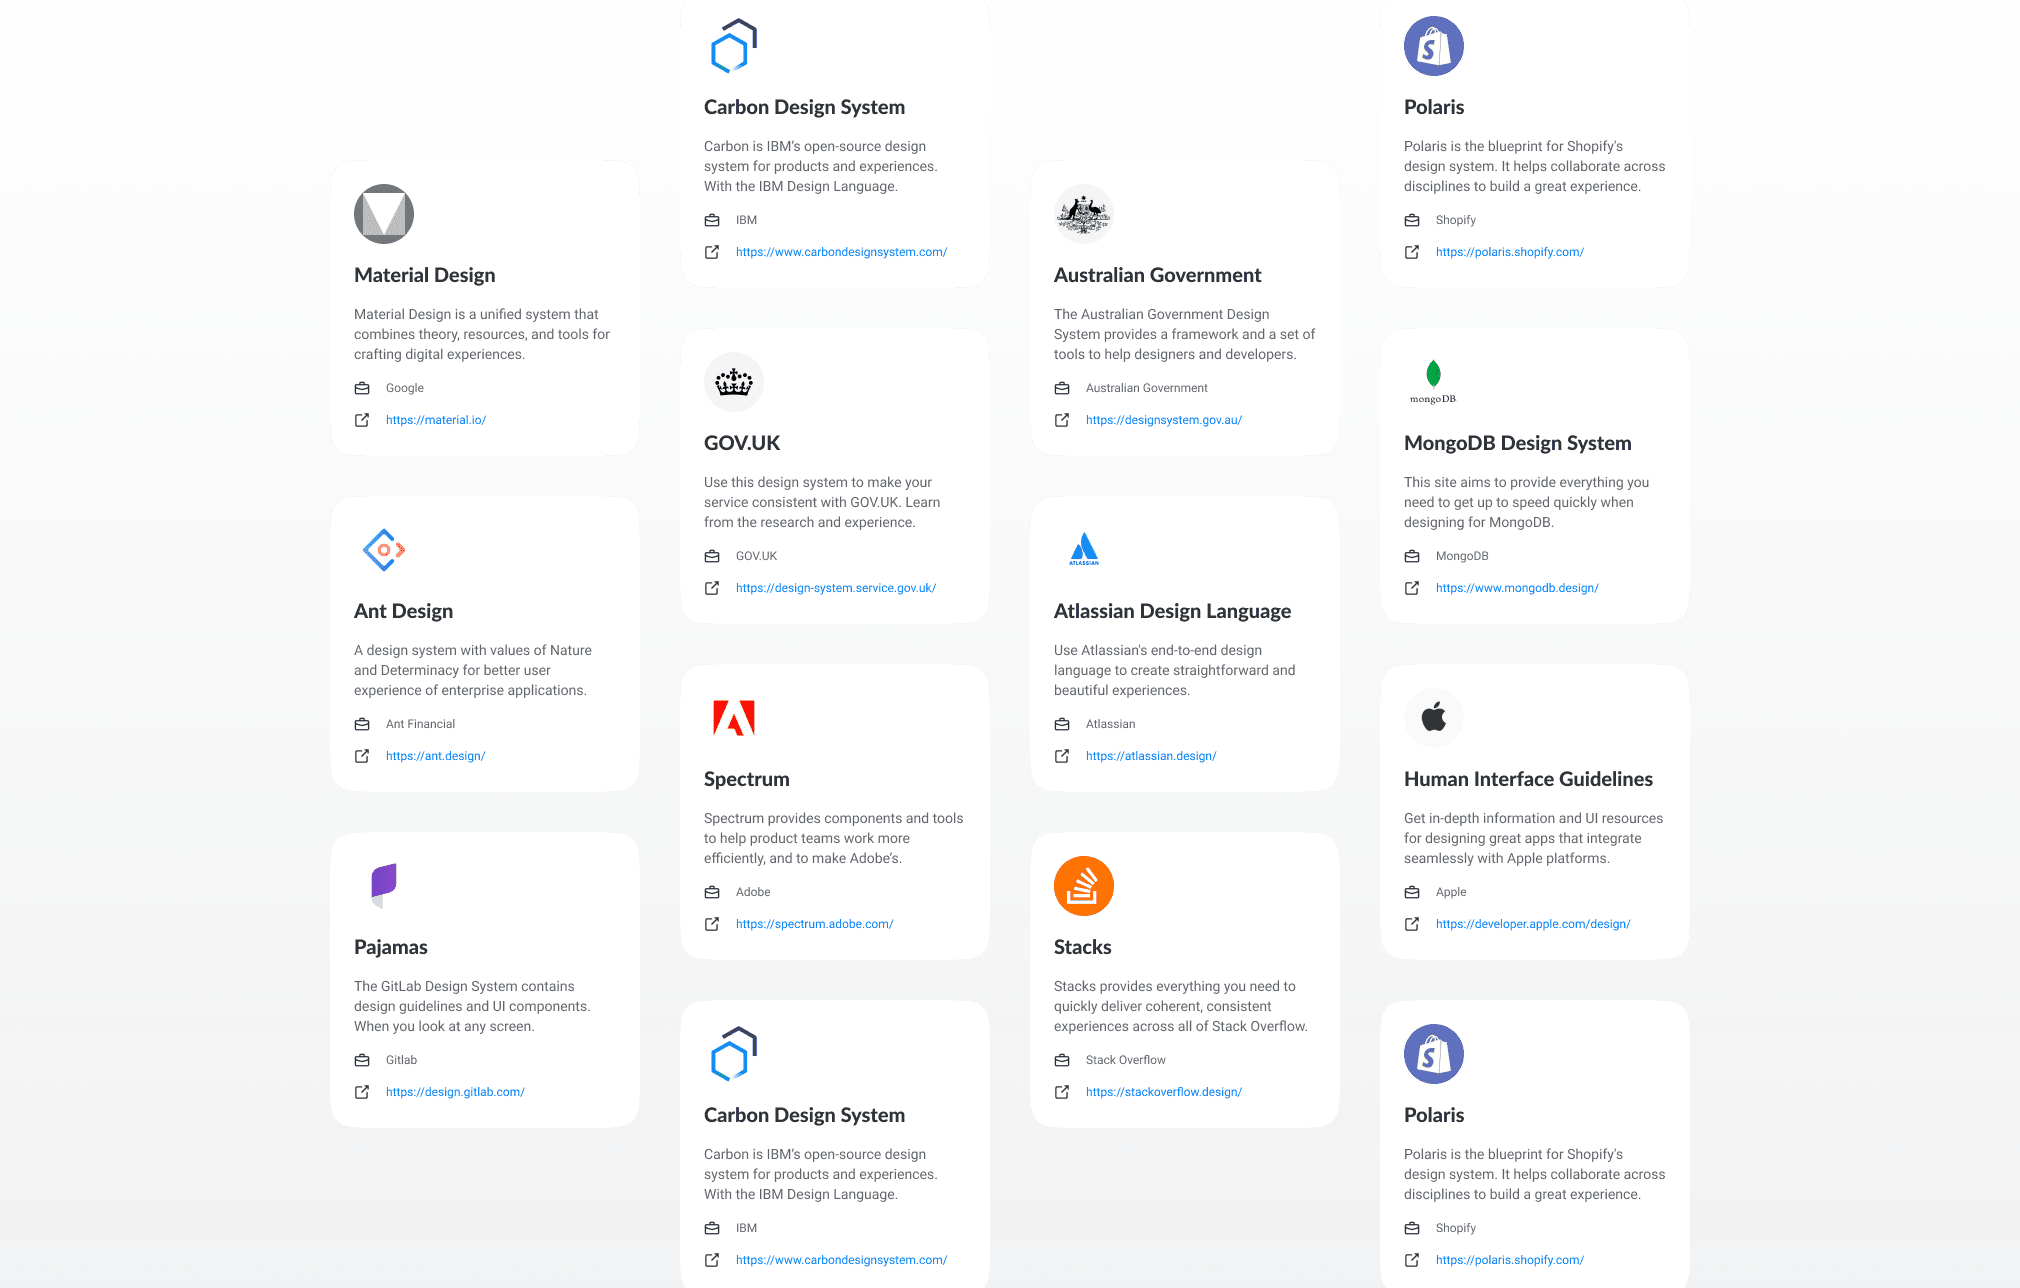 Material Design
Material Design is a unified system that
combines theory, resources, and tools for
crafting digital experiences.
Google
https://material.io/
Ant Design
A design system with values of Nature
and Determinacy for better user
experience of enterprise applications.
Ant Financial
https://ant.design/
Pajamas
The GitLab Design System contains
design guidelines and UI components.
When you look at any screen.
Gitlab
https://design.gitlab.com/
Carbon Design System
Carbon is IBM’s open-source design
system for products and experiences.
With the IBM Design Language.
IBM
https://www.carbondesignsystem.com/
GOV.UK
Use this design system to make your
service consistent with GOV.UK. Learn
from the research and experience.
GOV.UK
https://design-system.service.gov.uk/
Spectrum
Spectrum provides components and tools
to help product teams work more
efficiently, and to make Adobe’s.
Adobe
https://spectrum.adobe.com/
Carbon Design System
Carbon is IBM’s open-source design
system for products and experiences.
With the IBM Design Language.
IBM
https://www.carbondesignsystem.com/
Australian Government
The Australian Government Design
System provides a framework and a set of
tools to help designers and developers.
Australian Government
https://designsystem.gov.au/
ATLASSIAN
Atlassian Design Language
Use Atlassian's end-to-end design
language to create straightforward and
beautiful experiences.
Atlassian
https://atlassian.design/
Stacks
Stacks provides everything you need to
quickly deliver coherent, consistent
experiences across all of Stack Overflow.
Stack Overflow
https://stackoverflow.design/
S
Polaris
Polaris is the blueprint for Shopify's
design system. It helps collaborate across
disciplines to build a great experience.
Shopify
https://polaris.shopify.com/
mongoDB
MongoDB Design System
This site aims to provide everything you
need to get up to speed quickly when
designing for MongoDB.
MongoDB
https://www.mongodb.design/
Human Interface Guidelines
Get in-depth information and UI resources
for designing great apps that integrate
seamlessly with Apple platforms.
Apple
https://developer.apple.com/design/
S
Polaris
Polaris is the blueprint for Shopify's
design system. It helps collaborate across
disciplines to build a great experience.
Shopify
https://polaris.shopify.com/